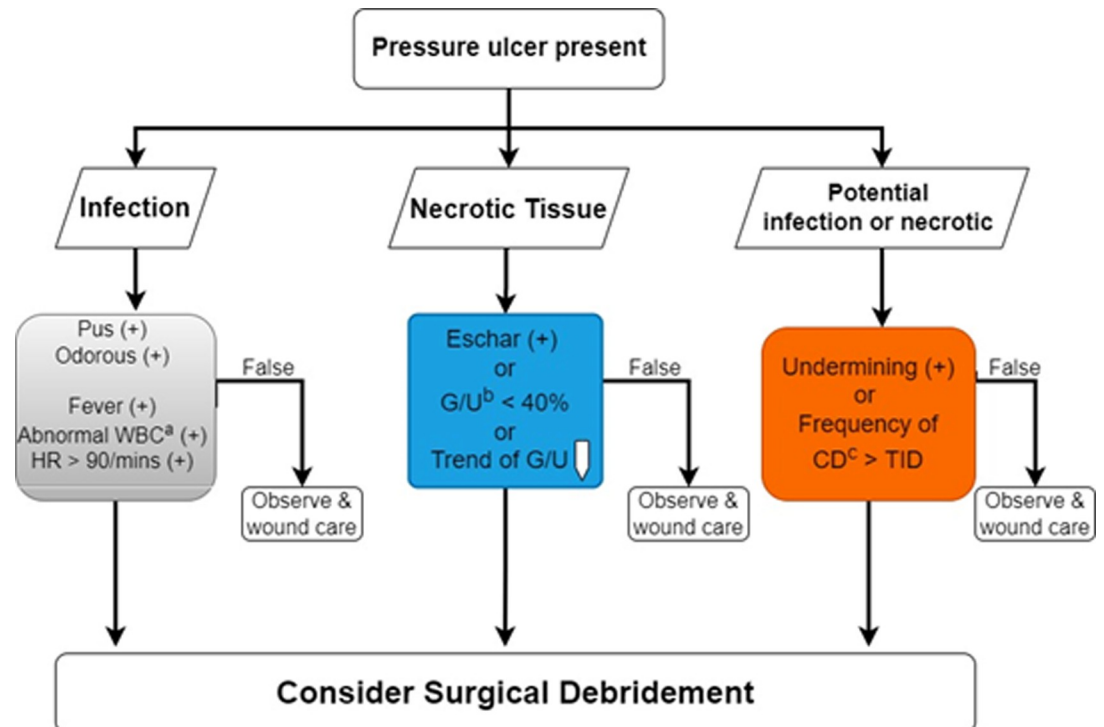 Pressure ulcer present
Infection
Necrotic Tissue
Potential
infection or necrotic
Pus (+)
Odorous (+)
Fever (+)
Abnormal WBCᵃ (+)
HR > 90/mins (+)
False
Observe &
wound care
Eschar (+)
or
G/Uᵇ < 40%
or
Trend of G/U
False
Observe &
wound care
Undermining (+)
or
Frequency of
CDᶜ > TID
False
Observe &
wound care
Consider Surgical Debridement